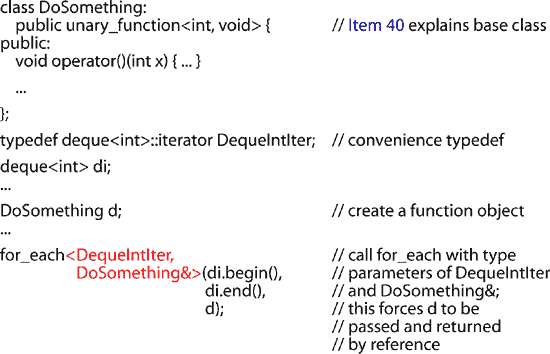 class DoSomething:
public unary_function<int, void> { // Item 40 explains base class
public:
void operator()(int x) { ... }
...
};
typedef deque<int>::iterator DequeIntIter; // convenience typedef
deque<int> di;
...
DoSomething d; // create a function object
...
for_each<DequeIntIter, // call for_each with type
DoSomething&>(di.begin(), // parameters of DequeIntIter
di.end(), // and DoSomething&;
d); // this forces d to be
// passed and returned
// by reference